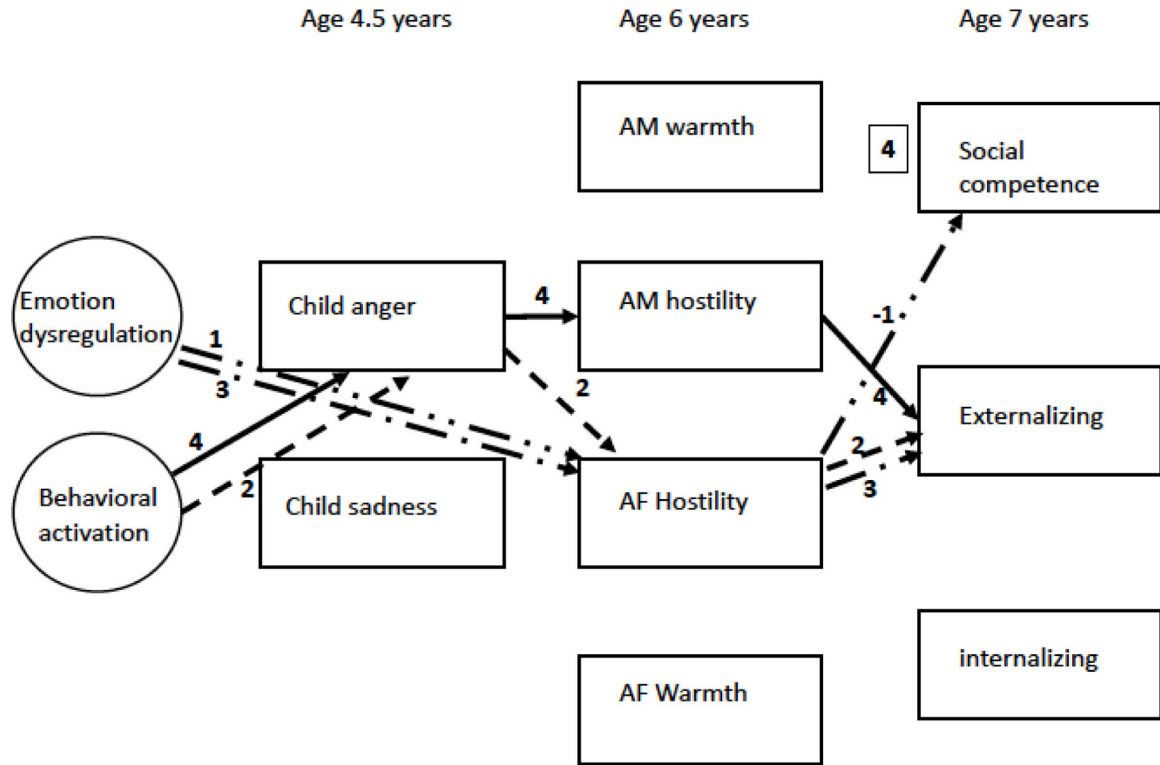 Age 4.5 years
Age 6 years
Age 7 years
AM warmth
4
Social
competence
Emotion
dysregulation
Child anger
4
AM hostility
-1
1
3
2
4
Externalizing
4
2
2
3
Behavioral
activation
Child sadness
AF Hostility
AF Warmth
internalizing